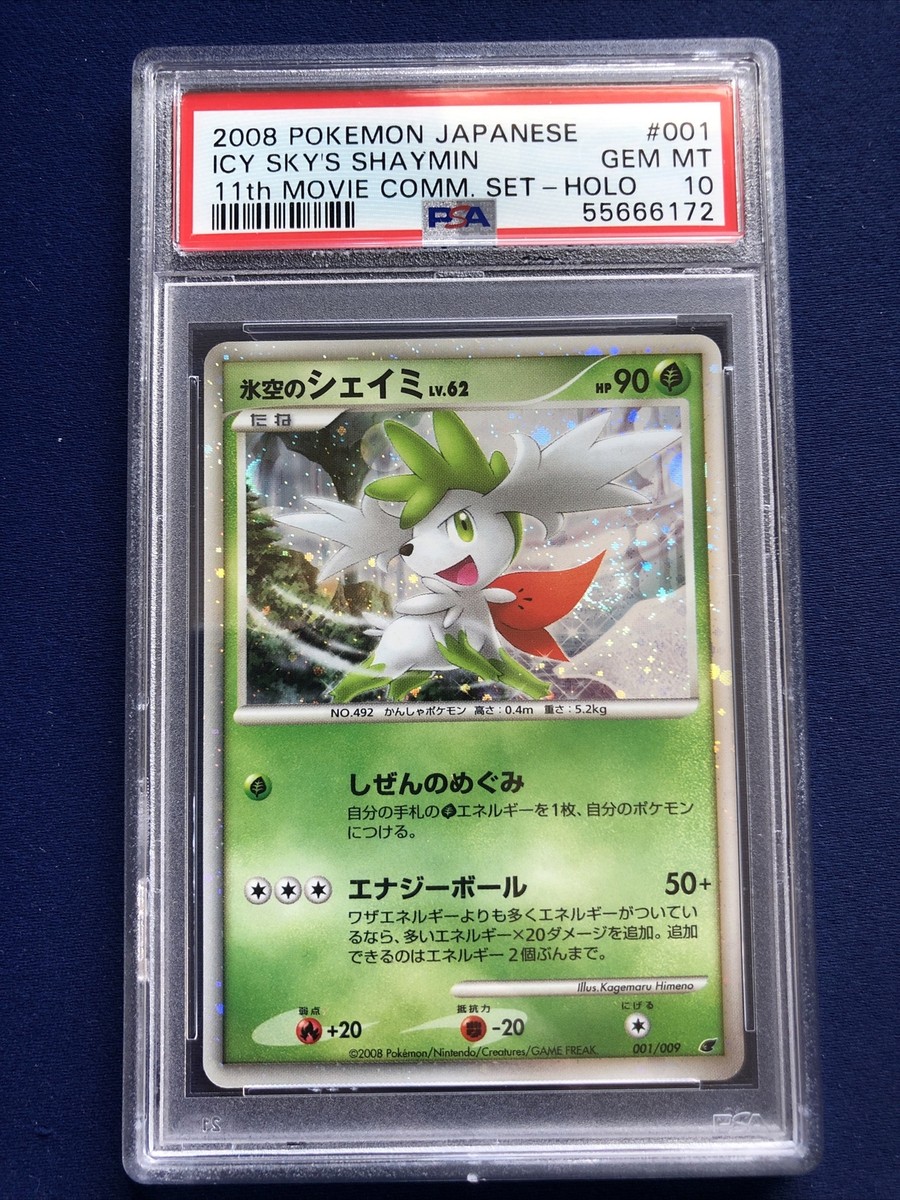 2008 POKEMON JAPANESE #001
ICY SKY'S SHAYMIN GEM MT
11th MOVIE COMM. SET - HOLO 10
PSA 55666172
氷空のシェイミ LV.62 HP 90
たね
NO.492 かんしゃポケモン 高さ：0.4m 重さ：5.2kg
しぜんのめぐみ
自分の手札のエネルギーを1枚、自分のポケモン
につける。
エナジーボール 50+
ワザエネルギーよりも多くエネルギーがついてい
るなら、多いエネルギー×20ダメージを追加。追加
できるのはエネルギー2個ぶんまで。
Illus.Kagemaru Himeno
弱点 +20 抵抗力 -20 にげる
©2008 Pokémon/Nintendo/Creatures/GAME FREAK. 001/009
21 PSA